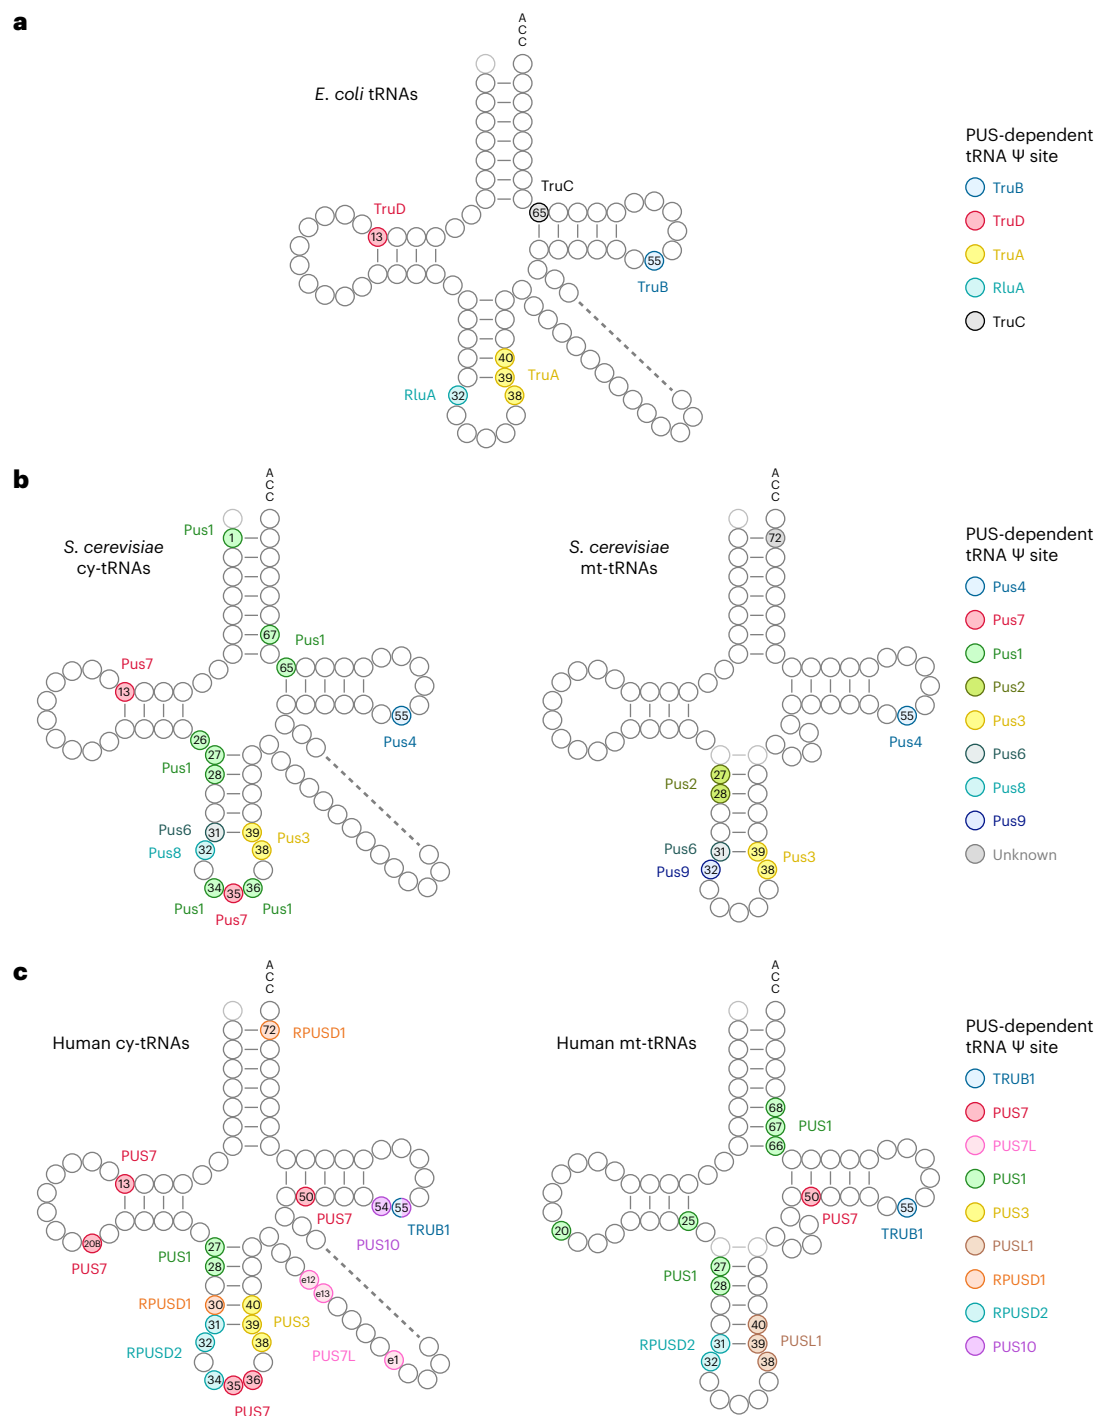 a
A
C
C
E. coli tRNAs
TruC
65
TruD
13
55
TruB
40
39
TruA
RluA
32
38
PUS-dependent
tRNA Ψ site
TruB
TruD
TruA
RluA
TruC
b
A
C
C
Pus1
1
S. cerevisiae
cy-tRNAs
67
Pus1
65
Pus7
13
55
Pus4
26
27
Pus1
28
Pus6
31
39
Pus3
Pus8
32
38
34
35
36
Pus1
Pus7
Pus1
A
C
C
72
S. cerevisiae
mt-tRNAs
55
Pus4
27
Pus2
28
Pus6
31
39
Pus3
Pus9
32
38
PUS-dependent
tRNA Ψ site
Pus4
Pus7
Pus1
Pus2
Pus3
Pus6
Pus8
Pus9
Unknown
c
A
C
C
72
RPUSD1
Human cy-tRNAs
PUS7
13
50
54
55
PUS7
TRUB1
PUS10
20B
PUS7
PUS1
27
28
e12
e13
RPUSD1
30
40
31
39
PUS3
RPUSD2
32
38
PUS7L
e1
34
35
36
PUS7
A
C
C
Human mt-tRNAs
68
67
PUS1
66
50
55
PUS7
TRUB1
20
25
PUS1
27
28
40
RPUSD2
31
39
PUSL1
32
38
PUS-dependent
tRNA Ψ site
TRUB1
PUS7
PUS7L
PUS1
PUS3
PUSL1
RPUSD1
RPUSD2
PUS10